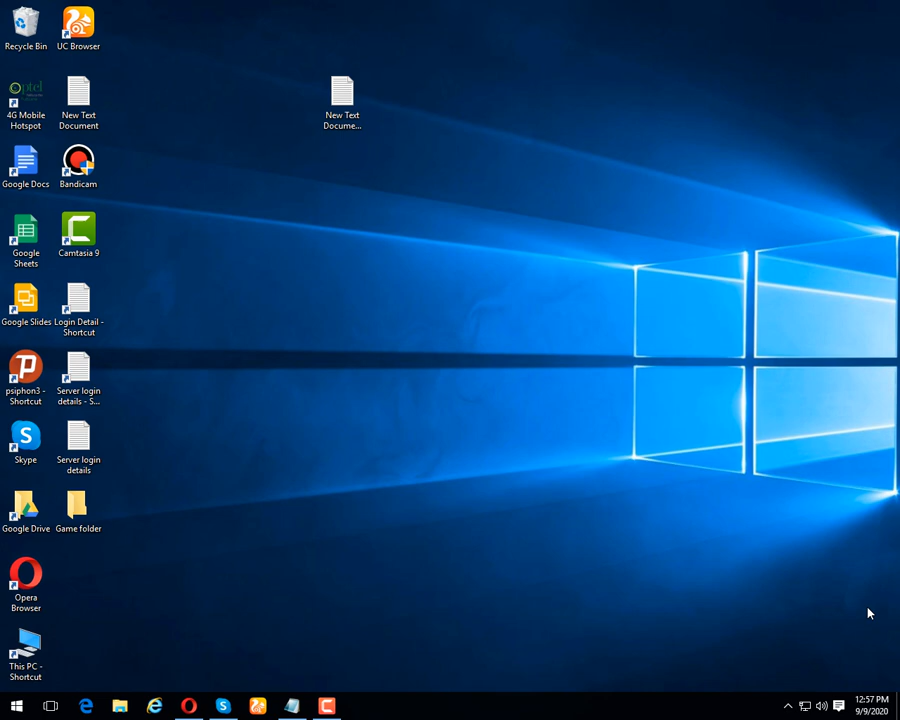 Recycle Bin
UC Browser
optel
4G Mobile
Hotspot
New Text
Document
New Text
Docume...
Google Docs
Bandicam
Google
Sheets
Camtasia 9
Google Slides
Login Detail -
Shortcut
psiphon3 -
Shortcut
Server login
details - S...
Skype
Server login
details
Google Drive
Game folder
Opera
Browser
This PC -
Shortcut
12:57 PM
9/9/2020